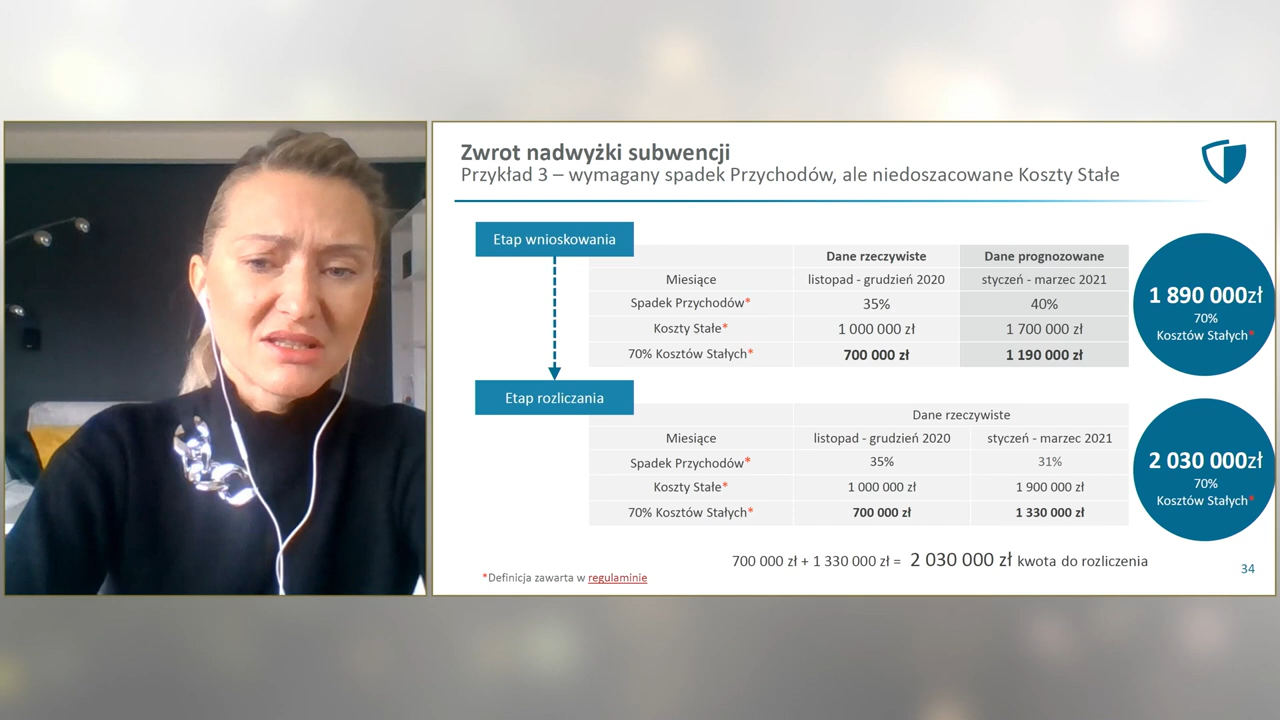 Zwrot nadwyżki subwencji
Przykład 3 – wymagany spadek Przychodów, ale niedoszacowane Koszty Stałe
Etap wnioskowania
Dane rzeczywiste Dane prognozowane
Miesiące listopad - grudzień 2020 styczeń - marzec 2021
Spadek Przychodów* 35% 40%
Koszty Stałe* 1 000 000 zł 1 700 000 zł
70% Kosztów Stałych* 700 000 zł 1 190 000 zł
1 890 000zł
70%
Kosztów Stałych*
Etap rozliczania
Dane rzeczywiste
Miesiące listopad - grudzień 2020 styczeń - marzec 2021
Spadek Przychodów* 35% 31%
Koszty Stałe* 1 000 000 zł 1 900 000 zł
70% Kosztów Stałych* 700 000 zł 1 330 000 zł
2 030 000zł
70%
Kosztów Stałych*
700 000 zł + 1 330 000 zł = 2 030 000 zł kwota do rozliczenia
*Definicja zawarta w regulaminie
34